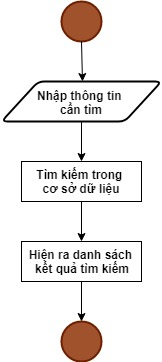 Nhập thông tin
cần tìm
Tìm kiếm trong
cơ sở dữ liệu
Hiện ra danh sách
kết quả tìm kiếm